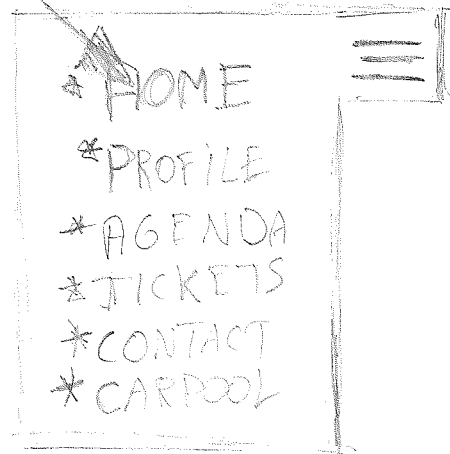 * HOME
* PROFILE
* AGENDA
* TICKETS
* CONTACT
* CARPOOL